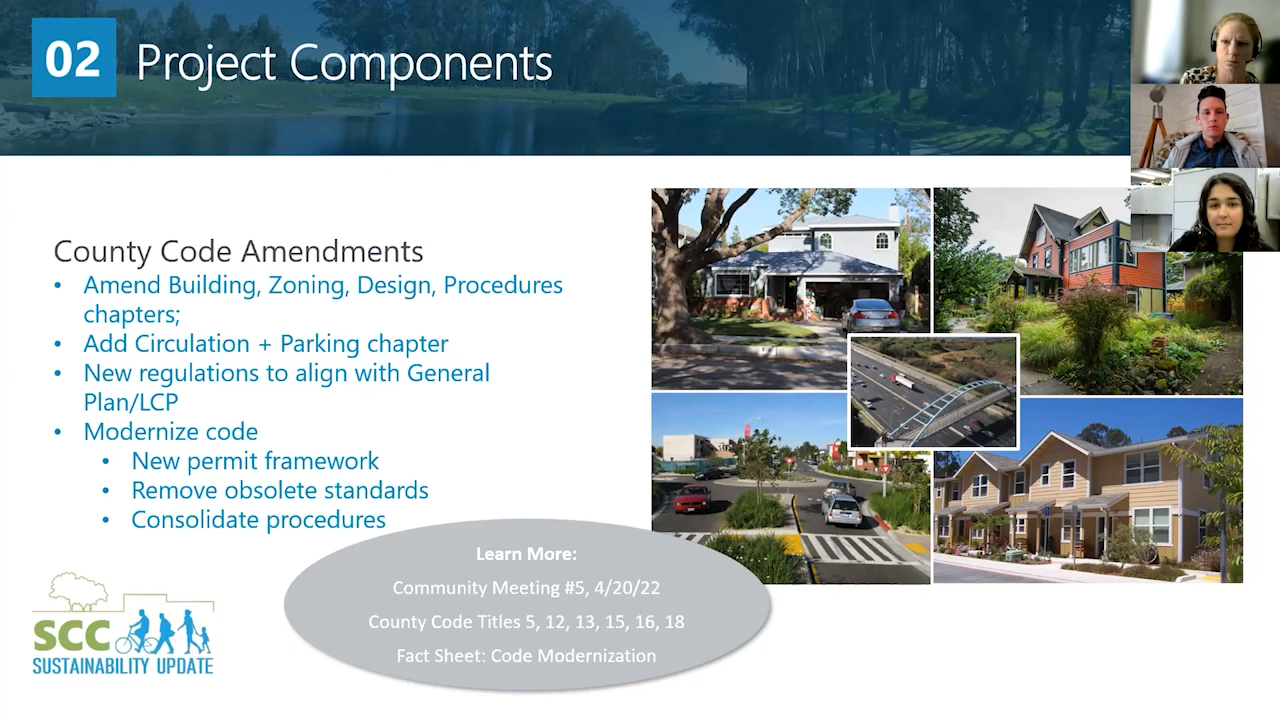 02
Project Components
County Code Amendments
• Amend Building, Zoning, Design, Procedures
chapters;
• Add Circulation + Parking chapter
• New regulations to align with General
Plan/LCP
• Modernize code
• New permit framework
• Remove obsolete standards
• Consolidate procedures
Learn More:
Community Meeting #5, 4/20/22
County Code Titles 5, 12, 13, 15, 16, 18
Fact Sheet: Code Modernization
SCC
SUSTAINABILITY UPDATE